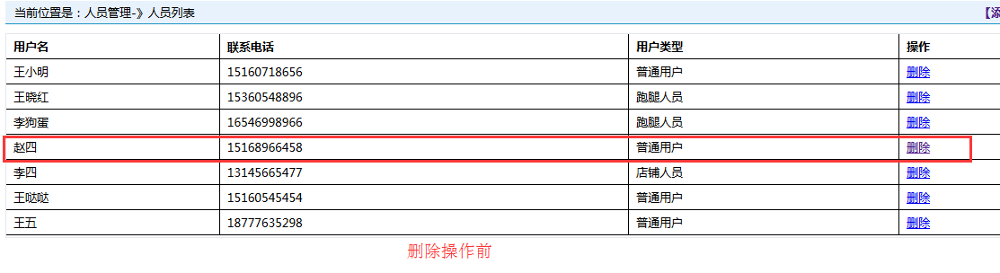 当前位置是：人员管理-》人员列表 【添
用户名 联系电话 用户类型 操作
王小明 15160718656 普通用户 删除
王晓红 15360548896 跑腿人员 删除
李狗蛋 16546998966 跑腿人员 删除
赵四 15168966458 普通用户 删除
李四 13145665477 店铺人员 删除
王哒哒 15160545454 普通用户 删除
王五 18777635298 普通用户 删除
删除操作前